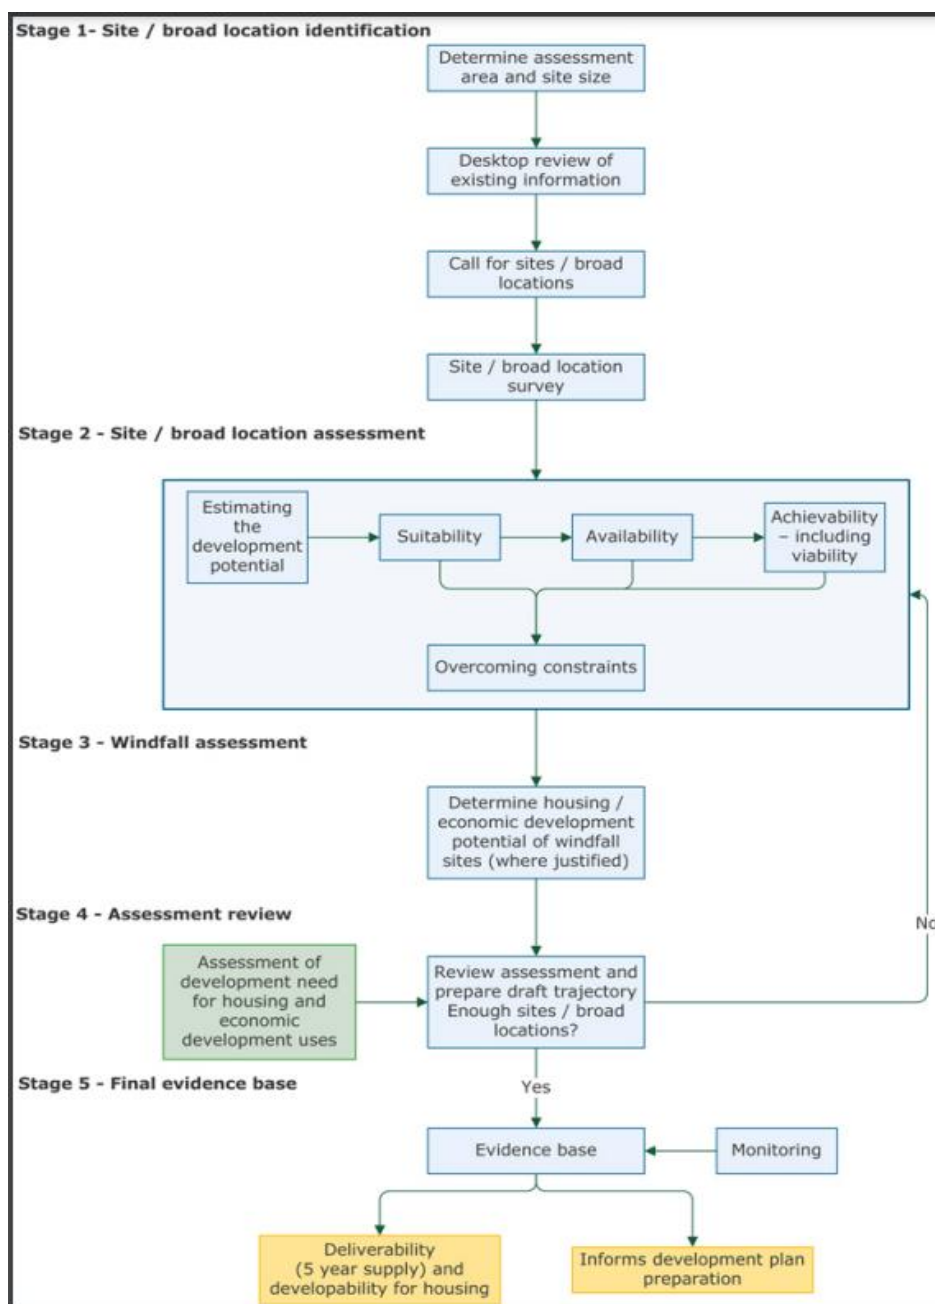 Stage 1- Site / broad location identification
Determine assessment
area and site size
Desktop review of
existing information
Call for sites / broad
locations
Site / broad location
survey
Stage 2 - Site / broad location assessment
Estimating
the
development
potential
Suitability
Availability
Achievability
– including
viability
Overcoming constraints
Stage 3 - Windfall assessment
Determine housing /
economic development
potential of windfall
sites (where justified)
Stage 4 - Assessment review
No
Assessment of
development need
for housing and
economic
development uses
Review assessment and
prepare draft trajectory
Enough sites / broad
locations?
Stage 5 - Final evidence base
Yes
Evidence base
Monitoring
Deliverability
(5 year supply) and
developability for housing
Informs development plan
preparation